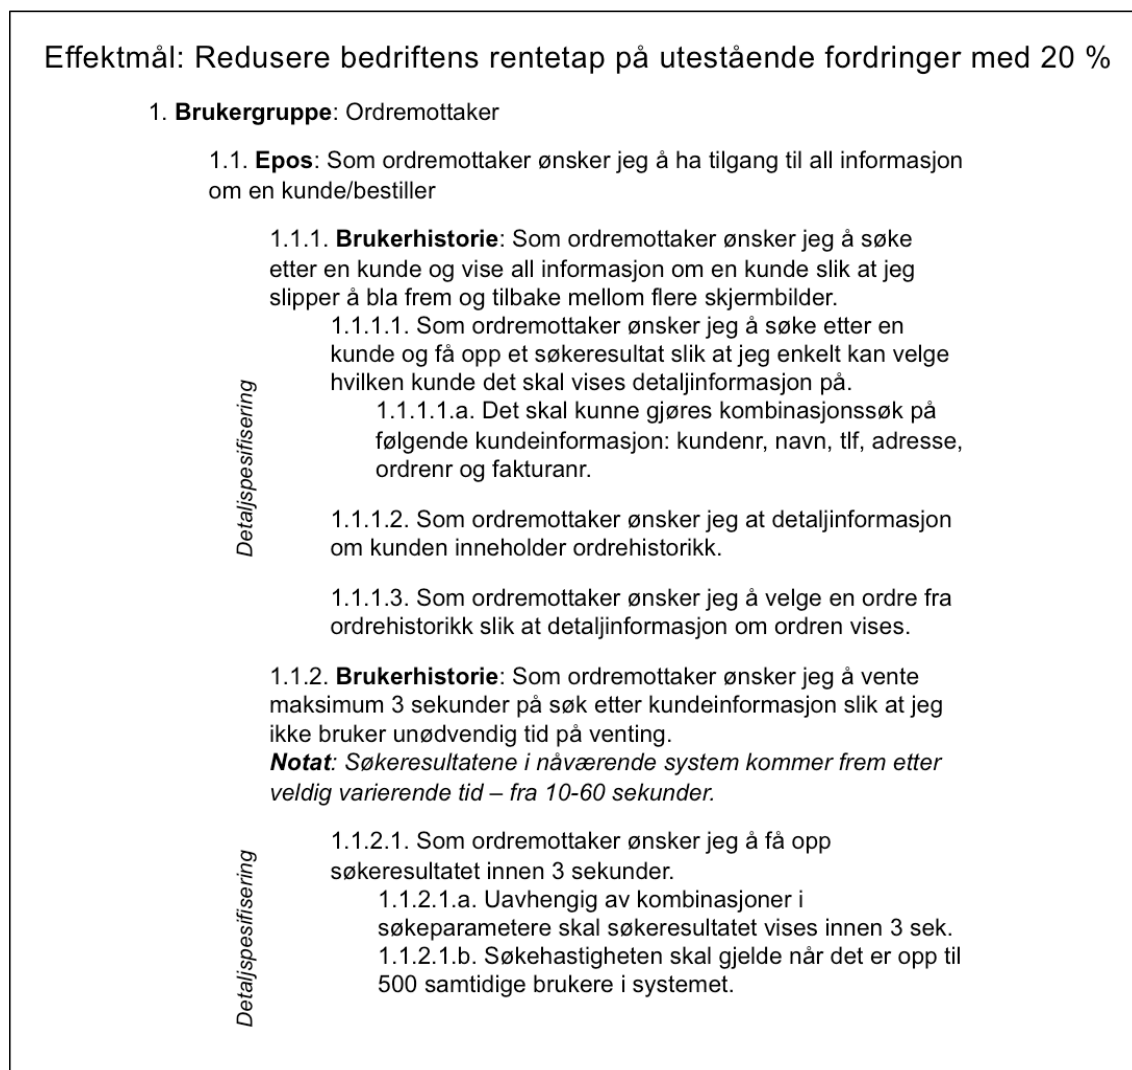 Effektmål: Redusere bedriftens rentetap på utestående fordringer med 20 %
1. Brukergruppe: Ordremottaker
1.1. Epos: Som ordremottaker ønsker jeg å ha tilgang til all informasjon
om en kunde/bestiller
1.1.1. Brukerhistorie: Som ordremottaker ønsker jeg å søke
etter en kunde og vise all informasjon om en kunde slik at jeg
slipper å bla frem og tilbake mellom flere skjermbilder.
Detaljspesifisering
1.1.1.1. Som ordremottaker ønsker jeg å søke etter en
kunde og få opp et søkeresultat slik at jeg enkelt kan velge
hvilken kunde det skal vises detaljinformasjon på.
1.1.1.1.a. Det skal kunne gjøres kombinasjonssøk på
følgende kundeinformasjon: kundenr, navn, tlf, adresse,
ordrenr og fakturanr.
1.1.1.2. Som ordremottaker ønsker jeg at detaljinformasjon
om kunden inneholder ordrehistorikk.
1.1.1.3. Som ordremottaker ønsker jeg å velge en ordre fra
ordrehistorikk slik at detaljinformasjon om ordren vises.
1.1.2. Brukerhistorie: Som ordremottaker ønsker jeg å vente
maksimum 3 sekunder på søk etter kundeinformasjon slik at jeg
ikke bruker unødvendig tid på venting.
Notat: Søkeresultatene i nåværende system kommer frem etter
veldig varierende tid – fra 10-60 sekunder.
Detaljspesifisering
1.1.2.1. Som ordremottaker ønsker jeg å få opp
søkeresultatet innen 3 sekunder.
1.1.2.1.a. Uavhengig av kombinasjoner i
søkeparametere skal søkeresultatet vises innen 3 sek.
1.1.2.1.b. Søkehastigheten skal gjelde når det er opp til
500 samtidige brukere i systemet.